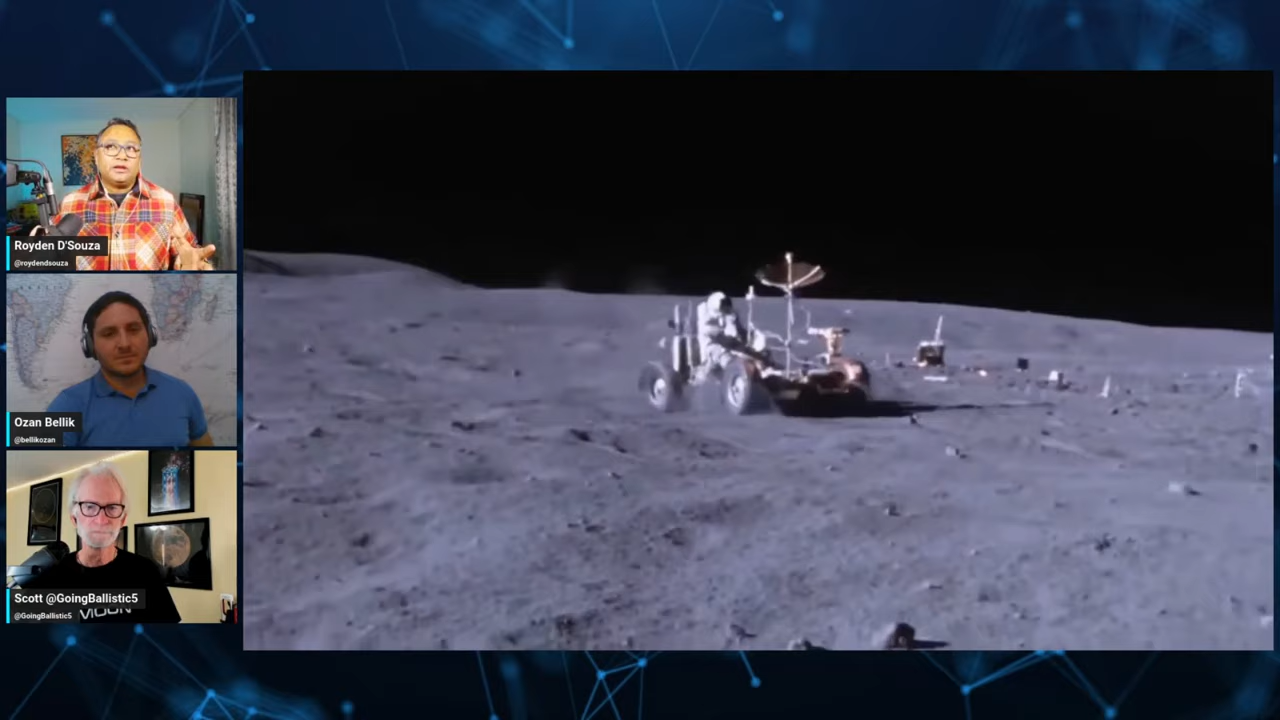 Royden D'Souza
@roydendsouza
Ozan Bellik
@bellikozan
Scott @GoingBallistic5
@GoingBallistic5